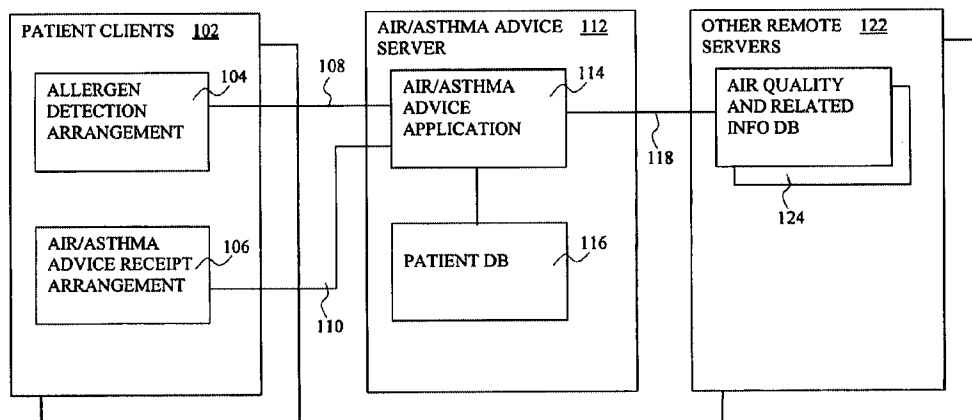 PATIENT CLIENTS 102
ALLERGEN
DETECTION
ARRANGEMENT
104
AIR/ASTHMA
ADVICE RECEIPT
ARRANGEMENT
106
108
110
AIR/ASTHMA ADVICE 112
SERVER
AIR/ASTHMA
ADVICE
APPLICATION
114
PATIENT DB
116
118
OTHER REMOTE 122
SERVERS
AIR QUALITY
AND RELATED
INFO DB
124